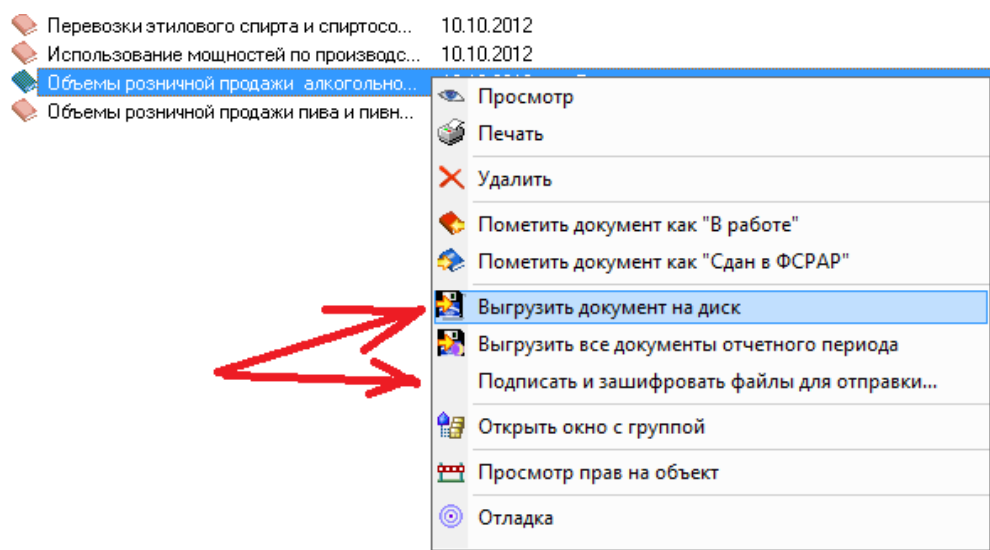 Перевозки этилового спирта и спиртосо... 10.10.2012
Использование мощностей по производс... 10.10.2012
Объемы розничной продажи алкогольно...
Объемы розничной продажи пива и пивн...
Просмотр
Печать
Удалить
Пометить документ как "В работе"
Пометить документ как "Сдан в ФСРАР"
Выгрузить документ на диск
Выгрузить все документы отчетного периода
Подписать и зашифровать файлы для отправки...
Открыть окно с группой
Просмотр прав на объект
Отладка